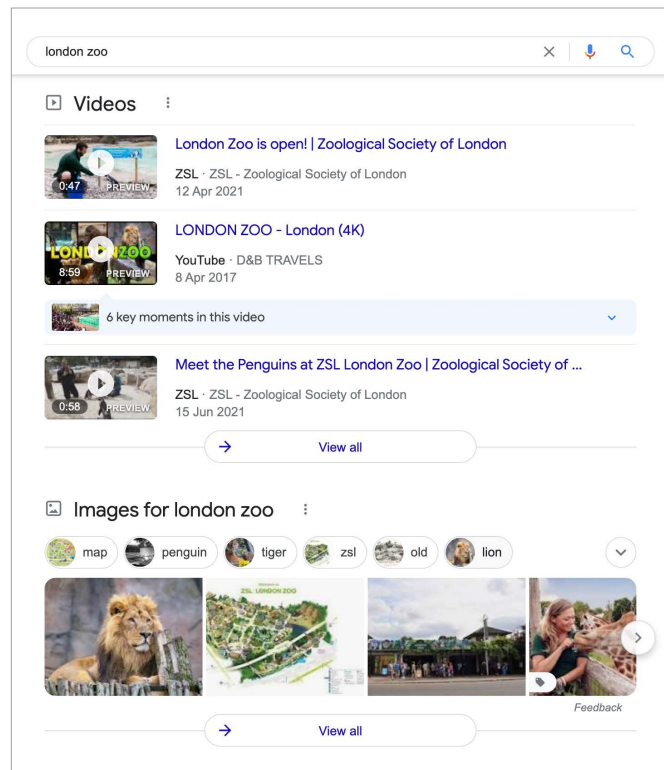 london zoo
Videos
London Zoo is open! | Zoological Society of London
ZSL · ZSL - Zoological Society of London
12 Apr 2021
0:47 PREVIEW
LONDON ZOO - London (4K)
YouTube · D&B TRAVELS
8 Apr 2017
LONDON ZOO
8:59 PREVIEW
6 key moments in this video
Meet the Penguins at ZSL London Zoo | Zoological Society of ...
ZSL · ZSL - Zoological Society of London
15 Jun 2021
0:58 PREVIEW
View all
Images for london zoo
map penguin tiger zsl old lion
ZSL LONDON ZOO
Feedback
View all